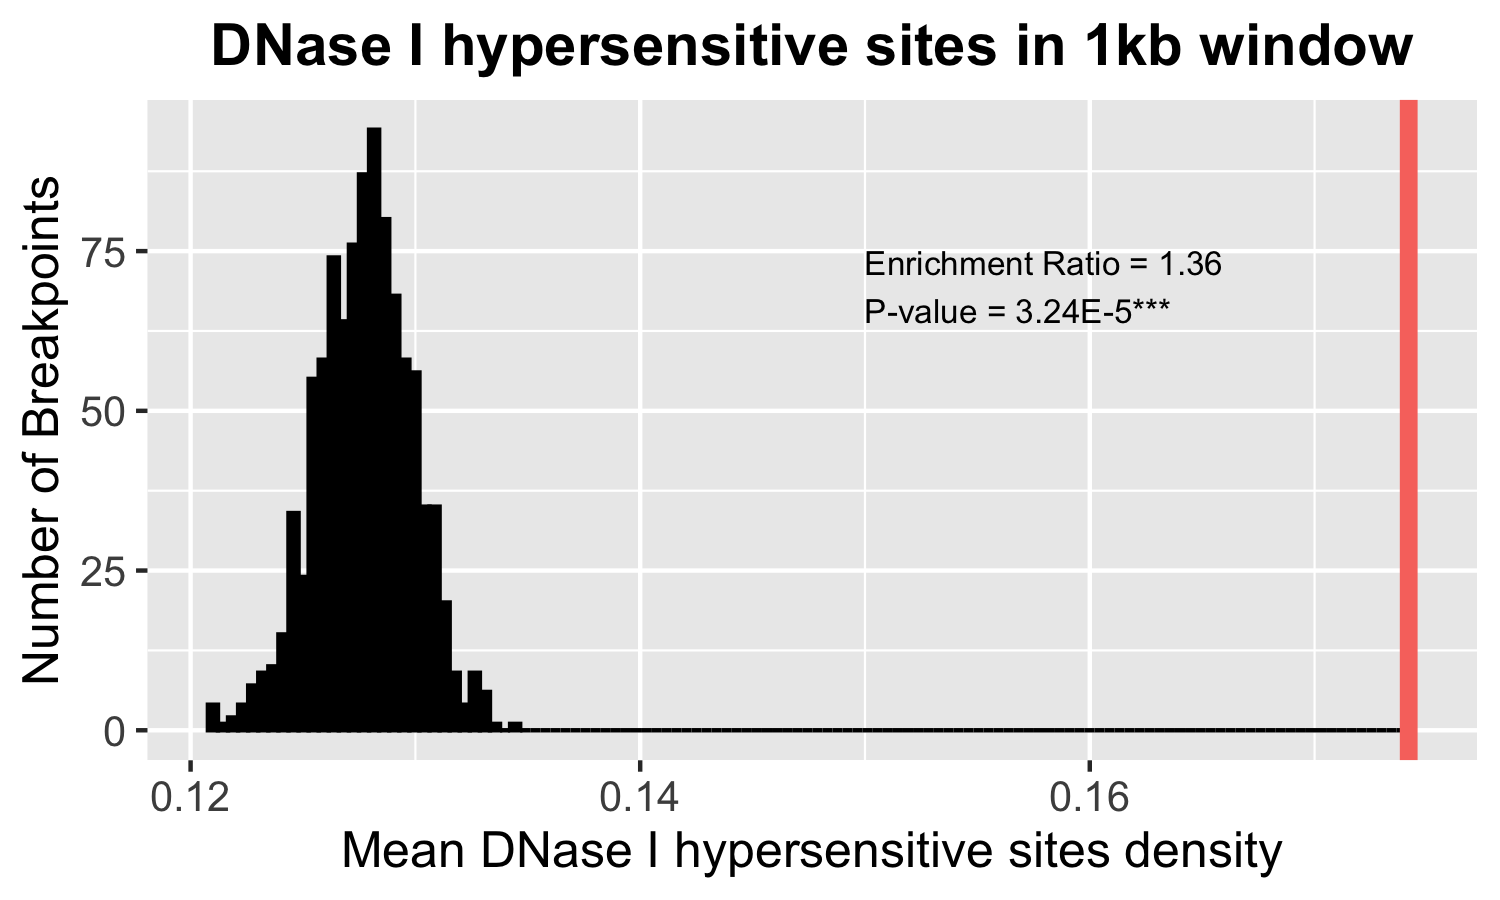 DNase I hypersensitive sites in 1kb window
Number of Breakpoints
75
50
25
0
Enrichment Ratio = 1.36
P-value = 3.24E-5***
0.12
0.14
0.16
Mean DNase I hypersensitive sites density